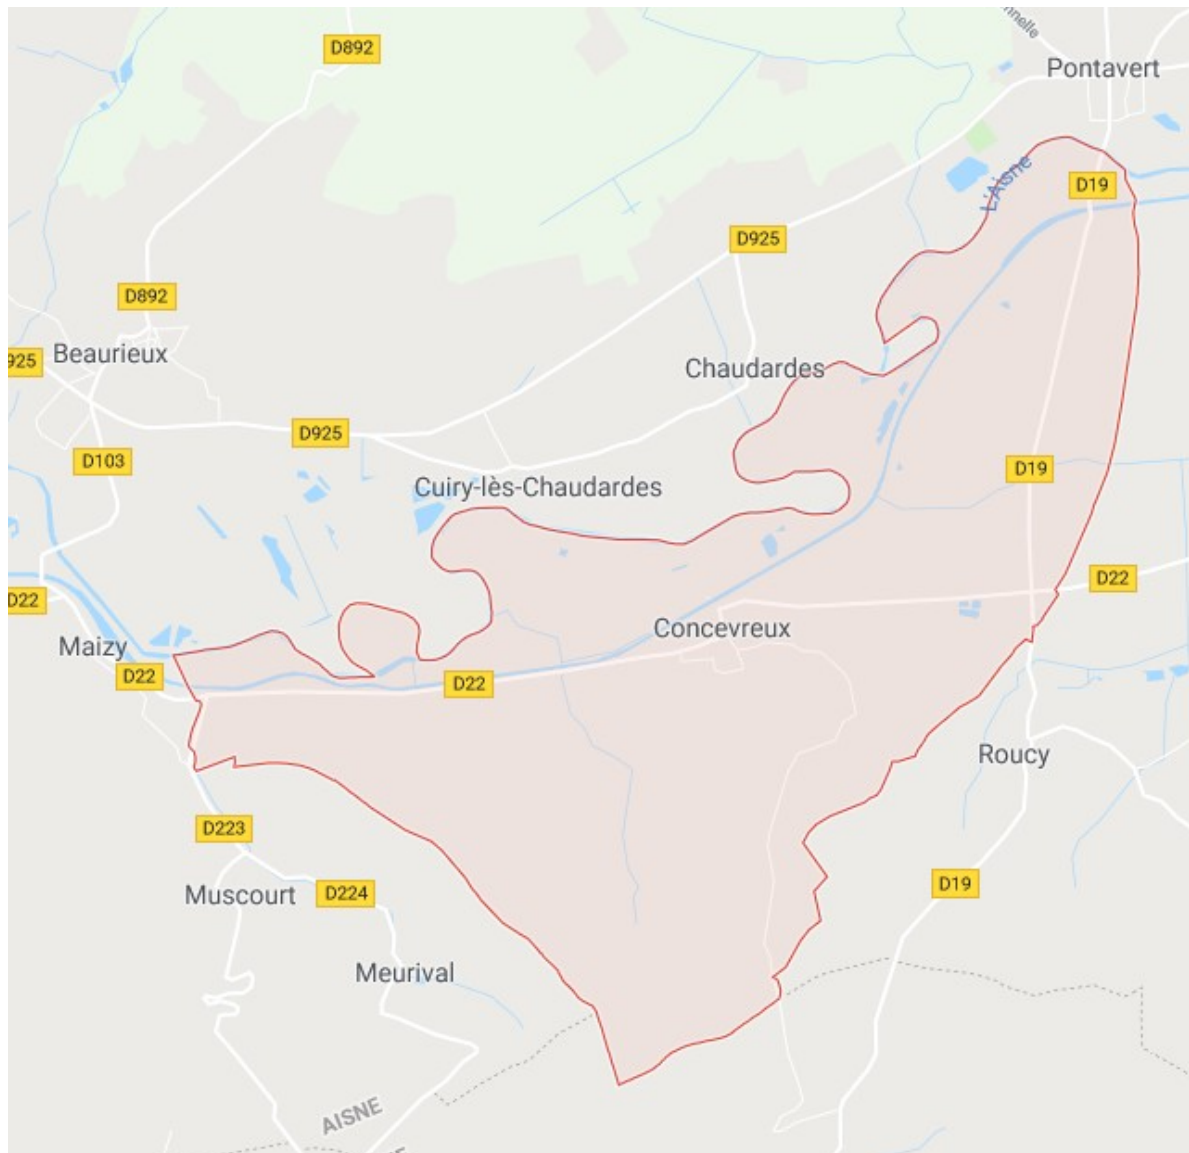 D892
Pontavert
L'Aisne
D19
D925
D892
925
Beaurieux
Chaudardes
D925
D103
D19
Cuiry-lès-Chaudardes
D22
D22
Maizy
Concevreux
D22
D22
Roucy
D223
Muscourt
D224
D19
Meurival
AISNE